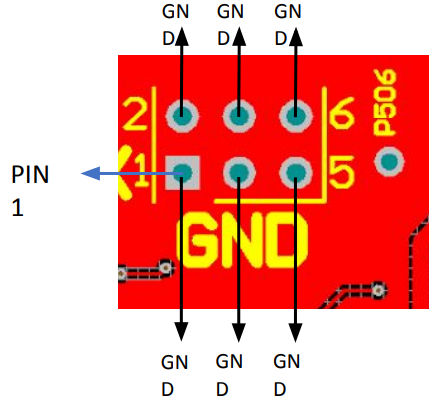 GN GN GN
D D D
2 6 P506
PIN 1 5
1
GND
GN GN GN
D D D